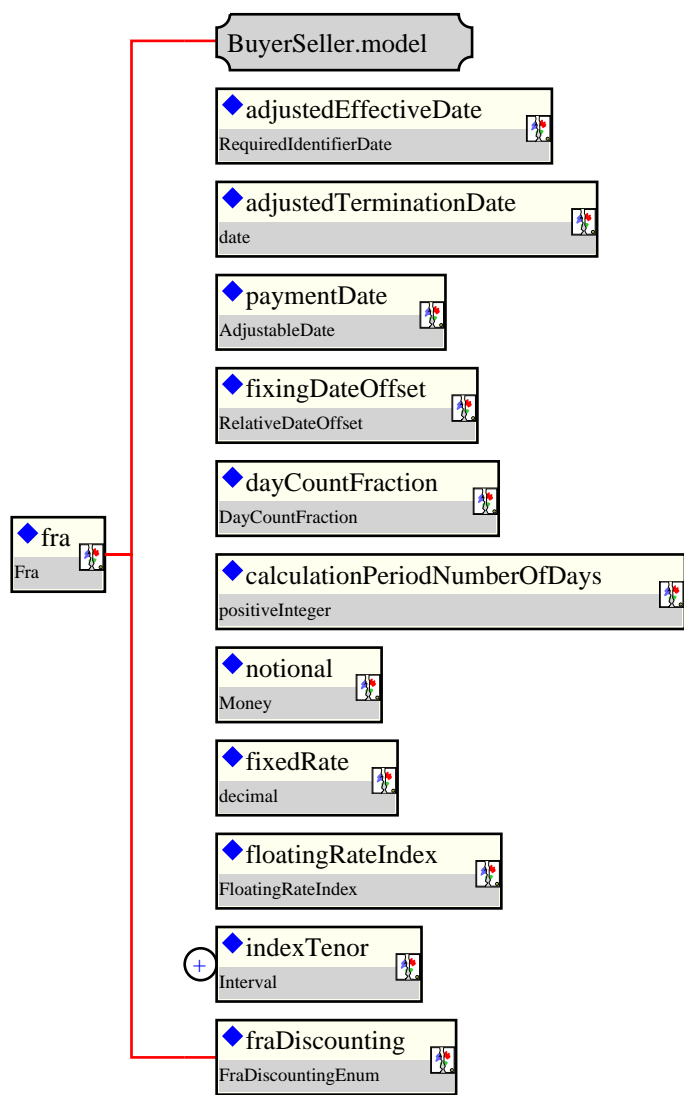 BuyerSeller.model
adjustedEffectiveDate
RequiredIdentifierDate
adjustedTerminationDate
date
paymentDate
AdjustableDate
fixingDateOffset
RelativeDateOffset
dayCountFraction
DayCountFraction
fra
Fra
calculationPeriodNumberOfDays
positiveInteger
notional
Money
fixedRate
decimal
floatingRateIndex
FloatingRateIndex
+
indexTenor
Interval
fraDiscounting
FraDiscountingEnum